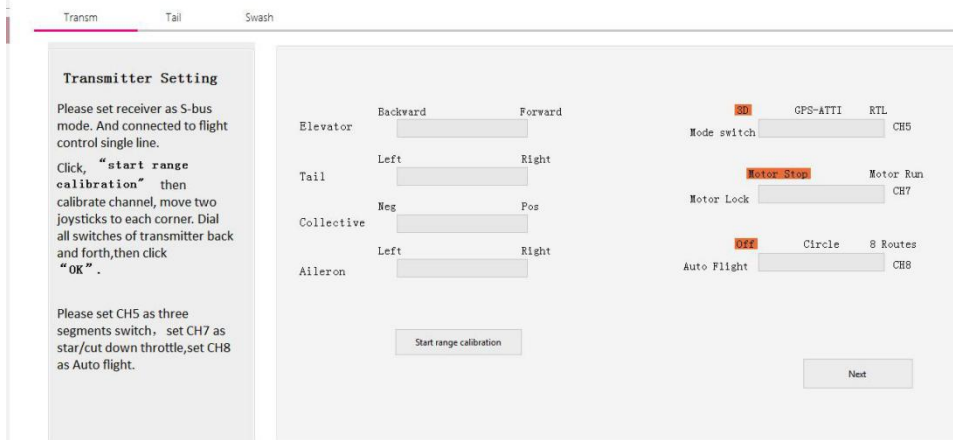 Transm Tail Swash
Transmitter Setting
Please set receiver as S-bus
mode. And connected to flight
control single line.
Click, “start range
calibration” then
calibrate channel, move two
joysticks to each corner. Dial
all switches of transmitter back
and forth,then click
“OK”.
Please set CH5 as three
segments switch， set CH7 as
star/cut down throttle,set CH8
as Auto flight.
Backward Forward
Elevator
Left Right
Tail
Neg Pos
Collective
Left Right
Aileron
Start range calibration
3D GPS-ATTI RTL
Mode switch CH5
Motor Stop Motor Run
Motor Lock CH7
Off Circle 8 Routes
Auto Flight CH8
Next